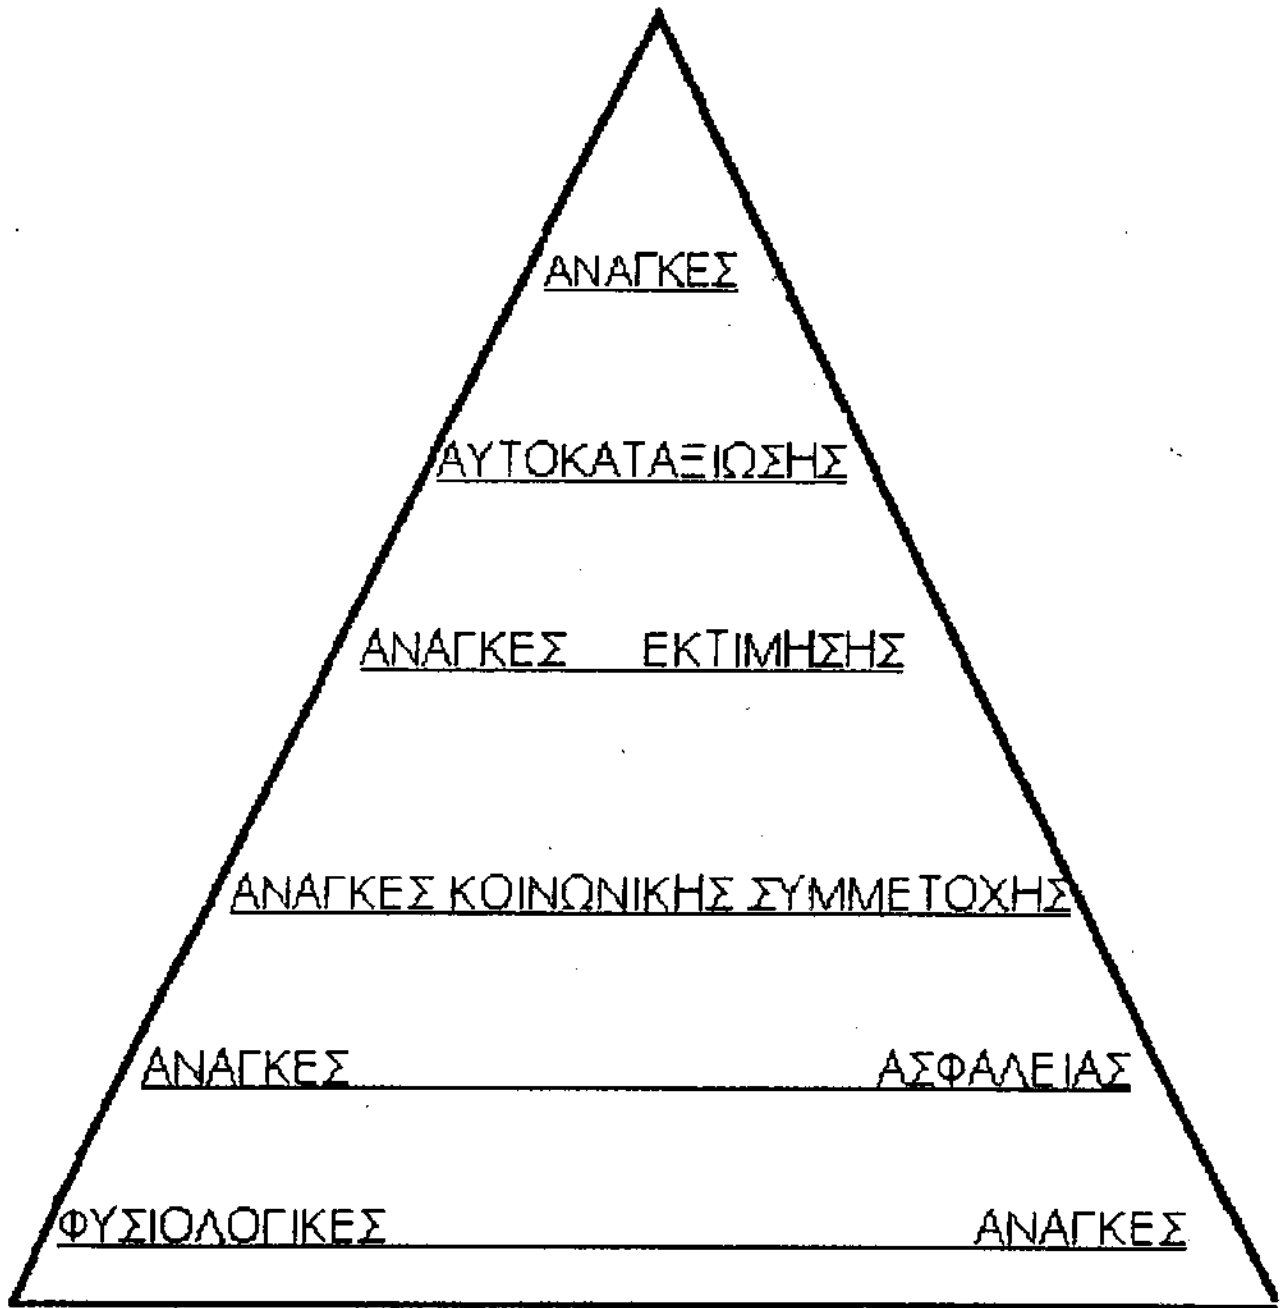 ΑΝΑΓΚΕΣ
ΑΥΤΟΚΑΤΑΞΙΩΣΗΣ
ΑΝΑΓΚΕΣ ΕΚΤΙΜΗΣΗΣ
ΑΝΑΓΚΕΣ ΚΟΙΝΩΝΙΚΗΣ ΣΥΜΜΕΤΟΧΗΣ
ΑΝΑΓΚΕΣ ΑΣΦΑΛΕΙΑΣ
ΦΥΣΙΟΛΟΓΙΚΕΣ ΑΝΑΓΚΕΣ